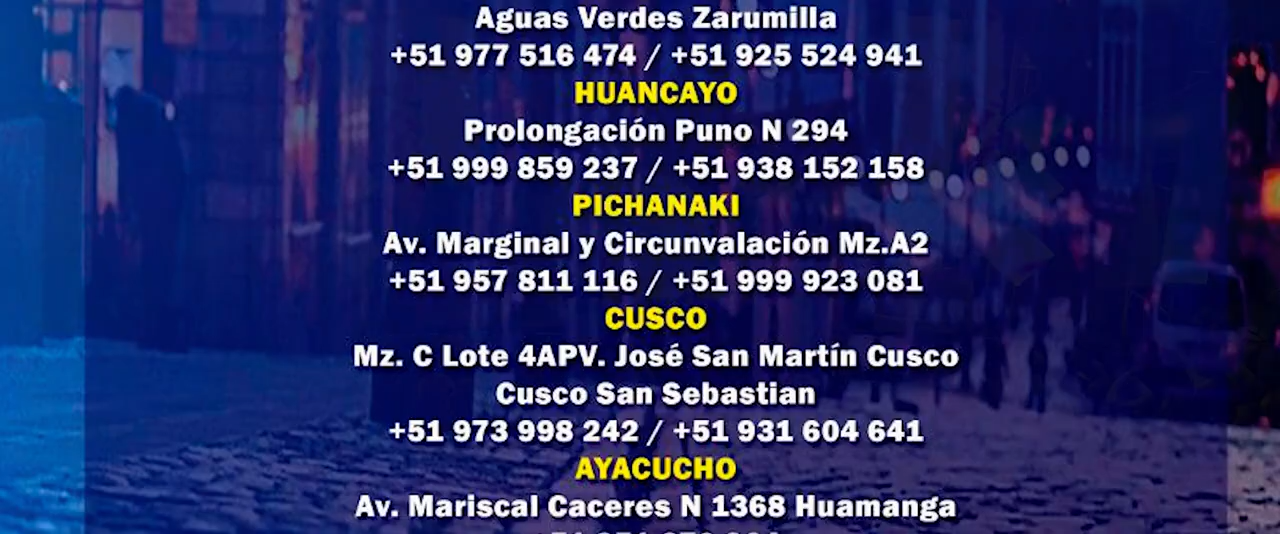 Aguas Verdes Zarumilla
+51 977 516 474 / +51 925 524 941
HUANCAYO
Prolongación Puno N 294
+51 999 859 237 / +51 938 152 158
PICHANAKI
Av. Marginal y Circunvalación Mz.A2
+51 957 811 116 / +51 999 923 081
CUSCO
Mz. C Lote 4APV. José San Martín Cusco
Cusco San Sebastian
+51 973 998 242 / +51 931 604 641
AYACUCHO
Av. Mariscal Caceres N 1368 Huamanga